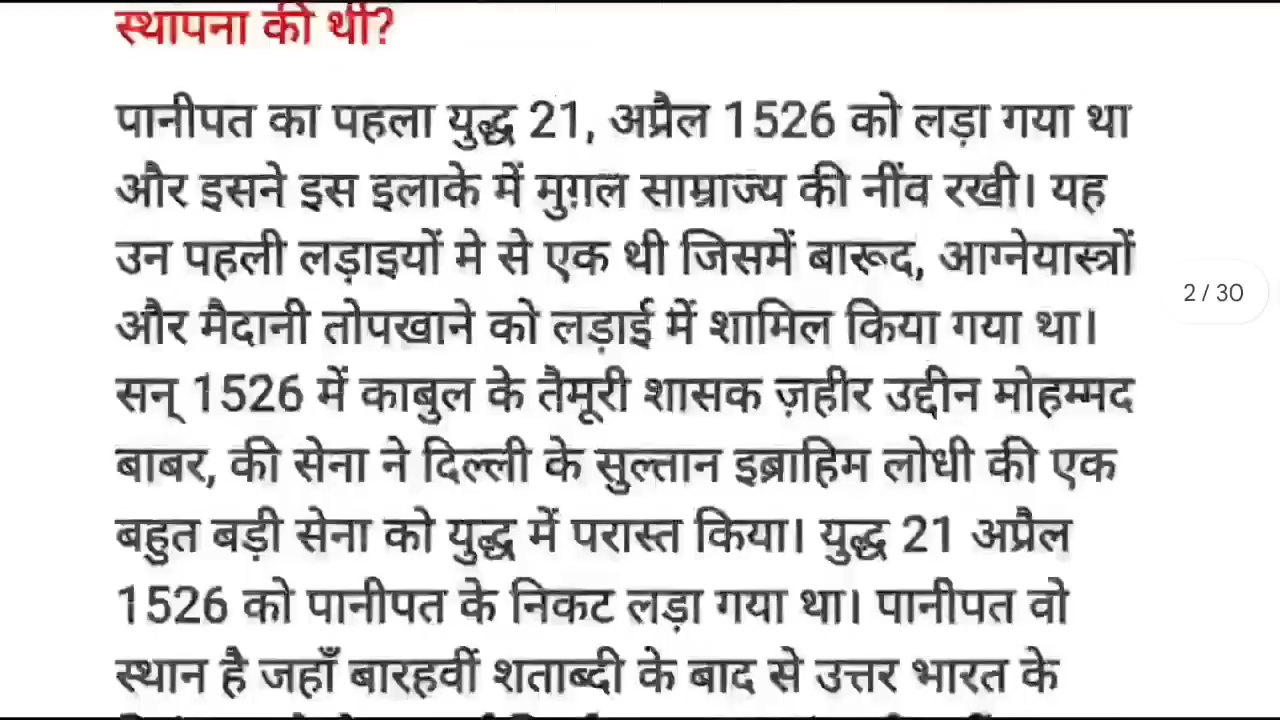 स्थापना की थी?
पानीपत का पहला युद्ध 21, अप्रैल 1526 को लड़ा गया था
और इसने इस इलाके में मुग़ल साम्राज्य की नींव रखी। यह
उन पहली लड़ाइयों मे से एक थी जिसमें बारूद, आग्नेयास्त्रों
और मैदानी तोपखाने को लड़ाई में शामिल किया गया था।
सन् 1526 में काबुल के तैमूरी शासक ज़हीर उद्दीन मोहम्मद
बाबर, की सेना ने दिल्ली के सुल्तान इब्राहिम लोधी की एक
बहुत बड़ी सेना को युद्ध में परास्त किया। युद्ध 21 अप्रैल
1526 को पानीपत के निकट लड़ा गया था। पानीपत वो
स्थान है जहाँ बारहवीं शताब्दी के बाद से उत्तर भारत के
2 / 30